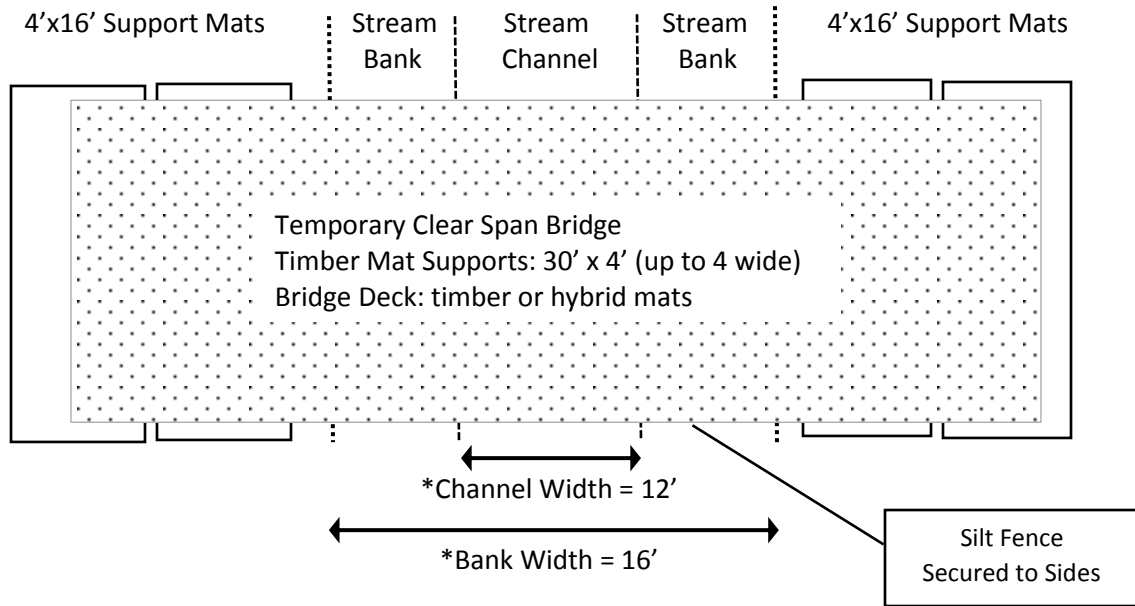 4’x16’ Support Mats
Stream
Bank
Stream
Channel
Stream
Bank
4’x16’ Support Mats
Temporary Clear Span Bridge
Timber Mat Supports: 30’ x 4’ (up to 4 wide)
Bridge Deck: timber or hybrid mats
*Channel Width = 12’
*Bank Width = 16’
Silt Fence
Secured to Sides